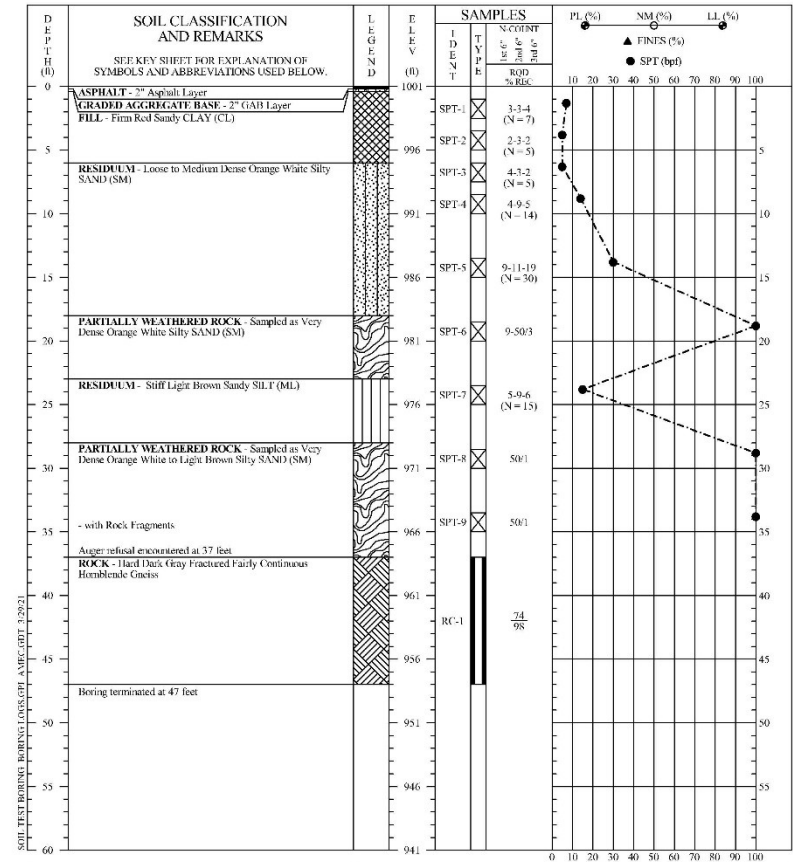 DEPTH (ft)
SOIL CLASSIFICATION
AND REMARKS
SEE KEY SHEET FOR EXPLANATION OF
SYMBOLS AND ABBREVIATIONS USED BELOW.
LEGEND
ELEV (ft)
SAMPLES
IDENT
TYPE
N-COUNT
1st 6"
2nd 6"
3rd 6"
RQD
% REC
PL (%) NM (%) LL (%)
▲ FINES (%)
● SPT (bpf)
10 20 30 40 50 60 70 80 90 100
0 1001
ASPHALT - 2" Asphalt Layer
GRADED AGGREGATE BASE - 2" GAB Layer
FILL - Firm Red Sandy CLAY (CL)
SPT-1 3-3-4
(N = 7)
SPT-2 2-3-2
(N = 5)
5 996 5
RESIDUUM - Loose to Medium Dense Orange White Silty
SAND (SM)
SPT-3 4-3-2
(N = 5)
SPT-4 4-9-5
(N = 14)
10 991 10
SPT-5 9-11-19
(N = 30)
15 986 15
PARTIALLY WEATHERED ROCK - Sampled as Very
Dense Orange White Silty SAND (SM)
SPT-6 9-50/3
20 981 20
RESIDUUM - Stiff Light Brown Sandy SILT (ML)
SPT-7 5-9-6
(N = 15)
25 976 25
PARTIALLY WEATHERED ROCK - Sampled as Very
Dense Orange White to Light Brown Silty SAND (SM)
SPT-8 50/1
30 971 30
- with Rock Fragments
SPT-9 50/1
35 966 35
Auger refusal encountered at 37 feet
ROCK - Hard Dark Gray Fractured Fairly Continuous
Hornblende Gneiss
40 961 40
RC-1 74
98
45 956 45
Boring terminated at 47 feet
50 951 50
55 946 55
60 941
0 10 20 30 40 50 60 70 80 90 100
SOIL TEST BORING BORING LOGS.GPJ AMEC.GDT 3/29/21